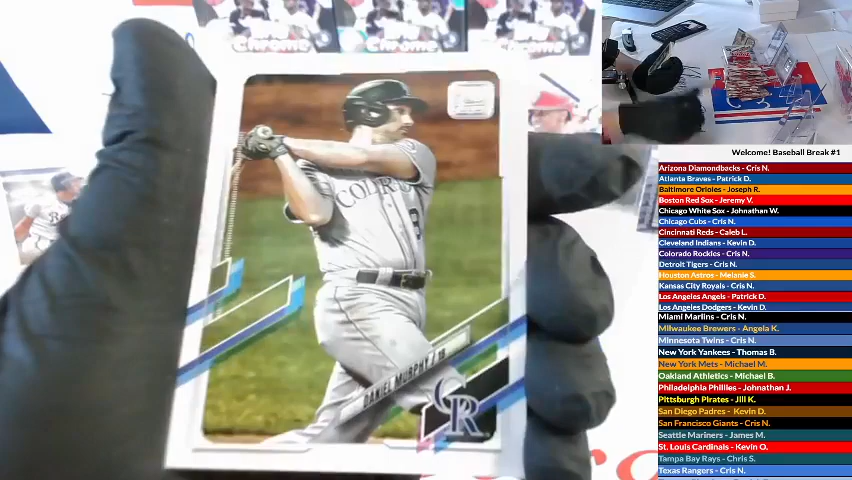 Chrome
Chrome
Chrome
COLORADO
9
DANIEL MURPHY / 1B
CR
Welcome! Baseball Break #1
Arizona Diamondbacks - Cris N.
Atlanta Braves - Patrick D.
Baltimore Orioles - Joseph R.
Boston Red Sox - Jeremy V.
Chicago White Sox - Johnathan W.
Chicago Cubs - Cris N.
Cincinnati Reds - Caleb L.
Cleveland Indians - Kevin D.
Colorado Rockies - Cris N.
Detroit Tigers - Cris N.
Houston Astros - Melanie S.
Kansas City Royals - Cris N.
Los Angeles Angels - Patrick D.
Los Angeles Dodgers - Kevin D.
Miami Marlins - Cris N.
Milwaukee Brewers - Angela K.
Minnesota Twins - Cris N.
New York Yankees - Thomas B.
New York Mets - Michael M.
Oakland Athletics - Michael B.
Philadelphia Phillies - Johnathan J.
Pittsburgh Pirates - Jill K.
San Diego Padres - Kevin D.
San Francisco Giants - Cris N.
Seattle Mariners - James M.
St. Louis Cardinals - Kevin O.
Tampa Bay Rays - Chris S.
Texas Rangers - Cris N.